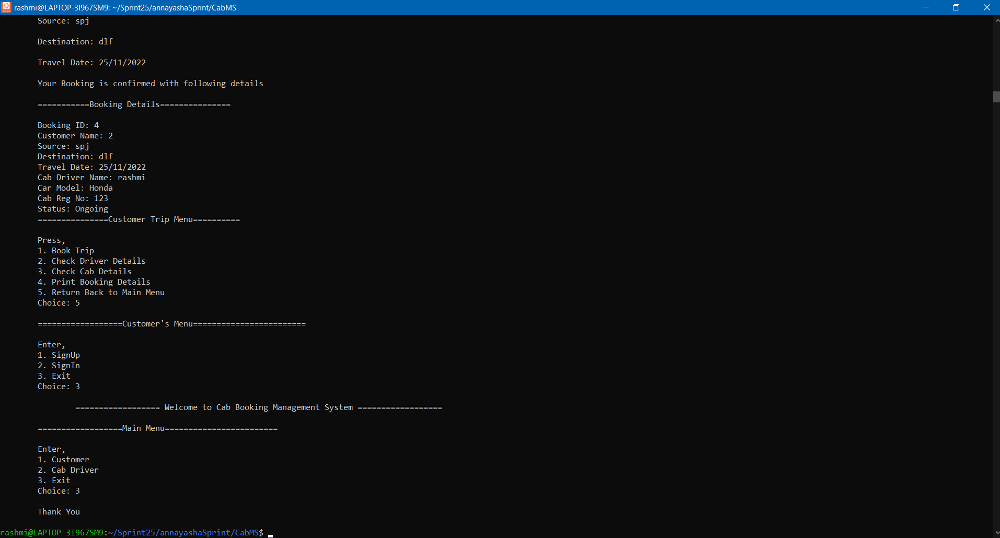 rashmi@LAPTOP-3I967SM9: ~/Sprint25/annayashaSprint/CabMS
Source: spj
Destination: dlf
Travel Date: 25/11/2022
Your Booking is confirmed with following details
===========Booking Details===============
Booking ID: 4
Customer Name: 2
Source: spj
Destination: dlf
Travel Date: 25/11/2022
Cab Driver Name: rashmi
Car Model: Honda
Cab Reg No: 123
Status: Ongoing
===============Customer Trip Menu==========
Press,
1. Book Trip
2. Check Driver Details
3. Check Cab Details
4. Print Booking Details
5. Return Back to Main Menu
Choice: 5
==================Customer's Menu========================
Enter,
1. SignUp
2. SignIn
3. Exit
Choice: 3
================== Welcome to Cab Booking Management System ==================
==================Main Menu========================
Enter,
1. Customer
2. Cab Driver
3. Exit
Choice: 3
Thank You
rashmi@LAPTOP-3I967SM9:~/Sprint25/annayashaSprint/CabMS$